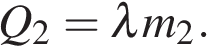 Q₂ = λm₂.